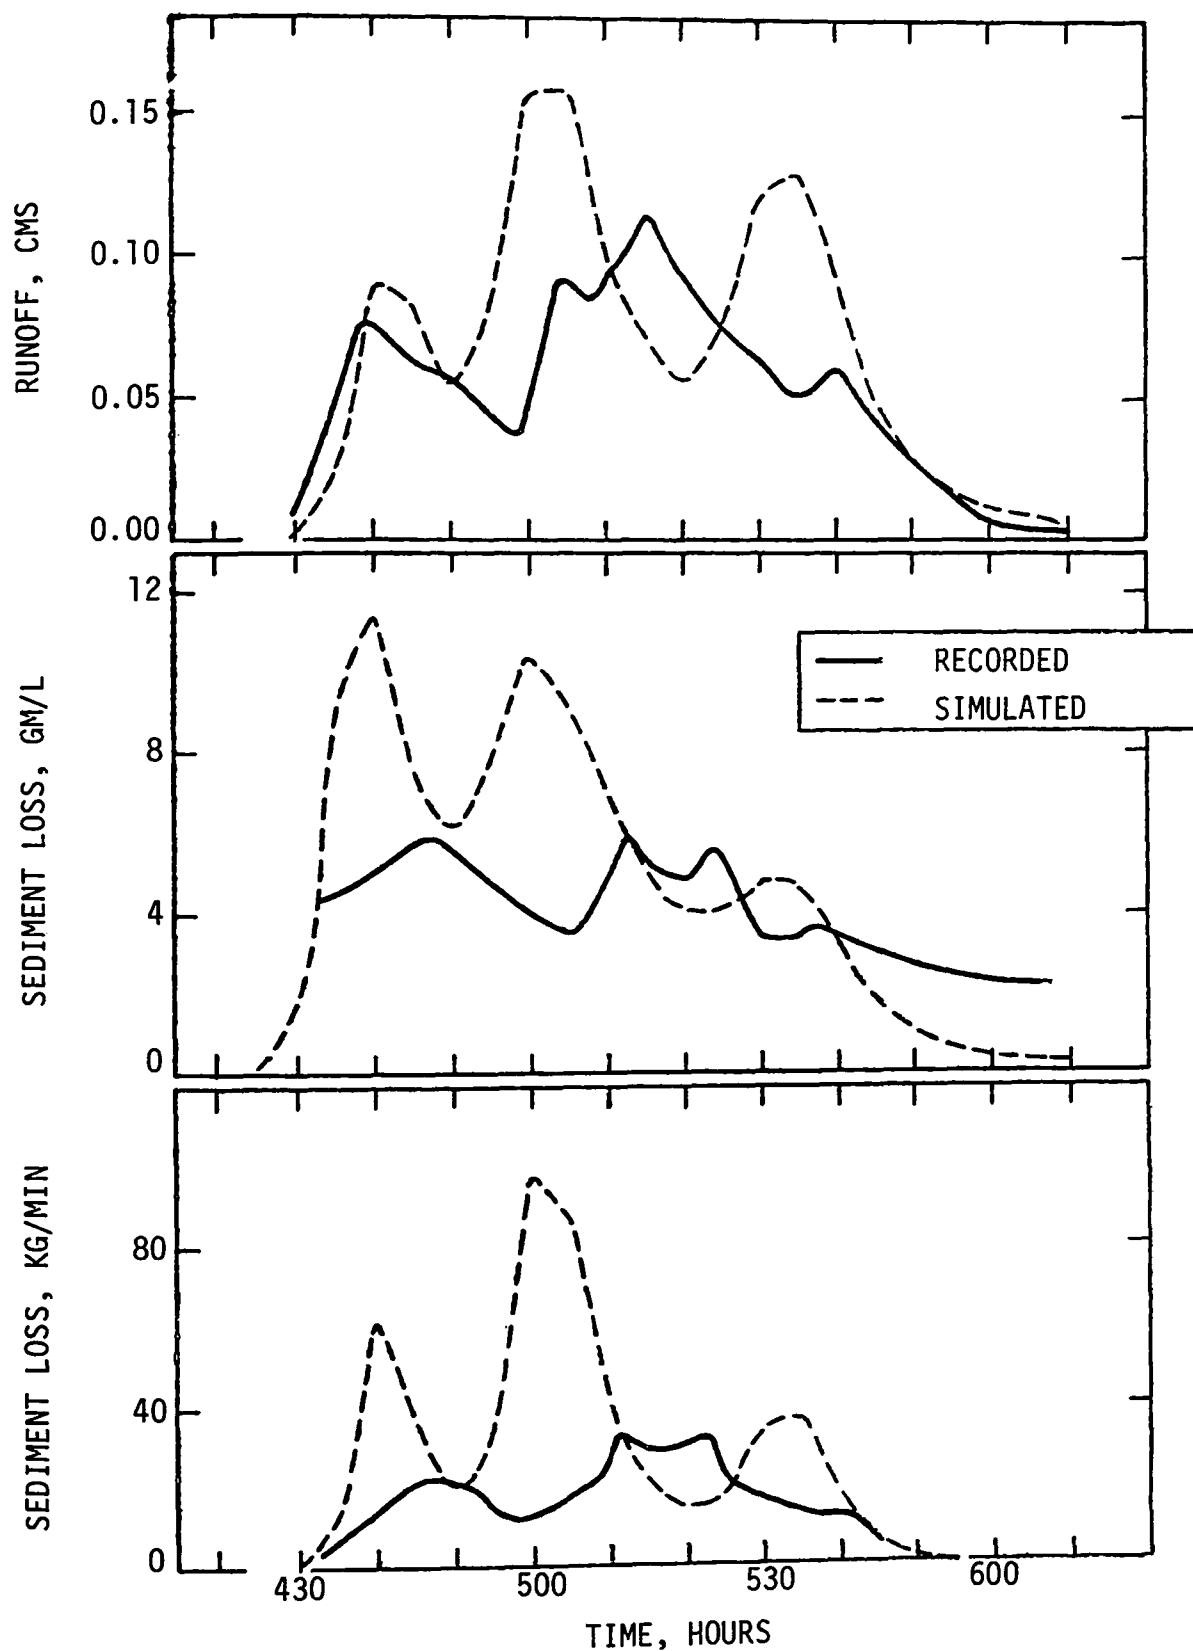 0.15
0.10
0.05
0.00
RUNOFF, CMS
12
8
4
0
SEDIMENT LOSS, GM/L
RECORDED
SIMULATED
80
40
0
SEDIMENT LOSS, KG/MIN
430
500
530
600
TIME, HOURS